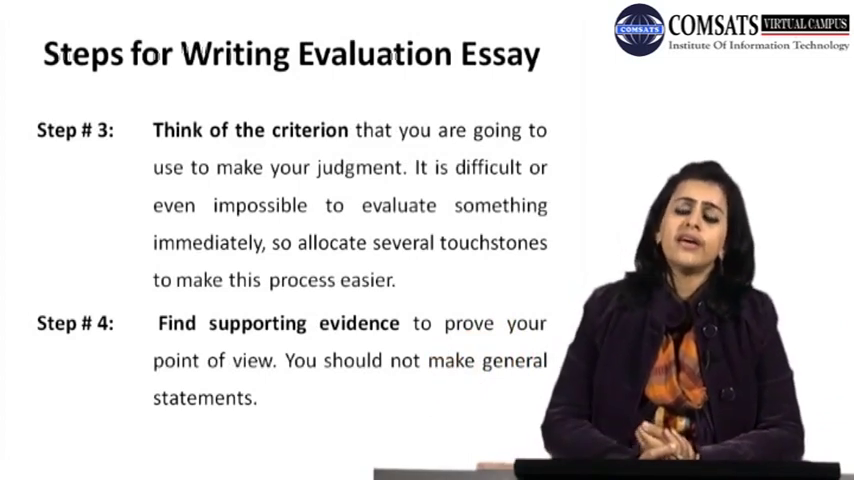 COMSATS VIRTUAL CAMPUS
COMSATS
Institute Of Information Technology
Steps for Writing Evaluation Essay
Step # 3: Think of the criterion that you are going to
use to make your judgment. It is difficult or
even impossible to evaluate something
immediately, so allocate several touchstones
to make this process easier.
Step # 4: Find supporting evidence to prove your
point of view. You should not make general
statements.